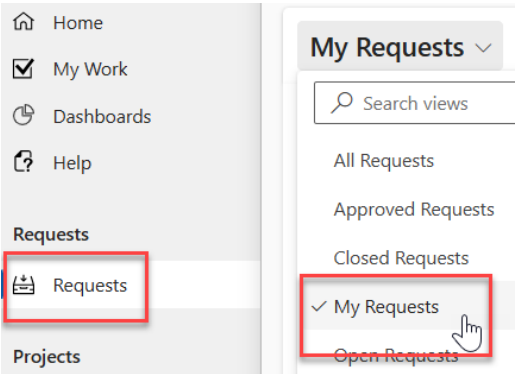 Home
My Work
Dashboards
Help
Requests
Requests
Projects
My Requests
Search views
All Requests
Approved Requests
Closed Requests
My Requests
Open Requests